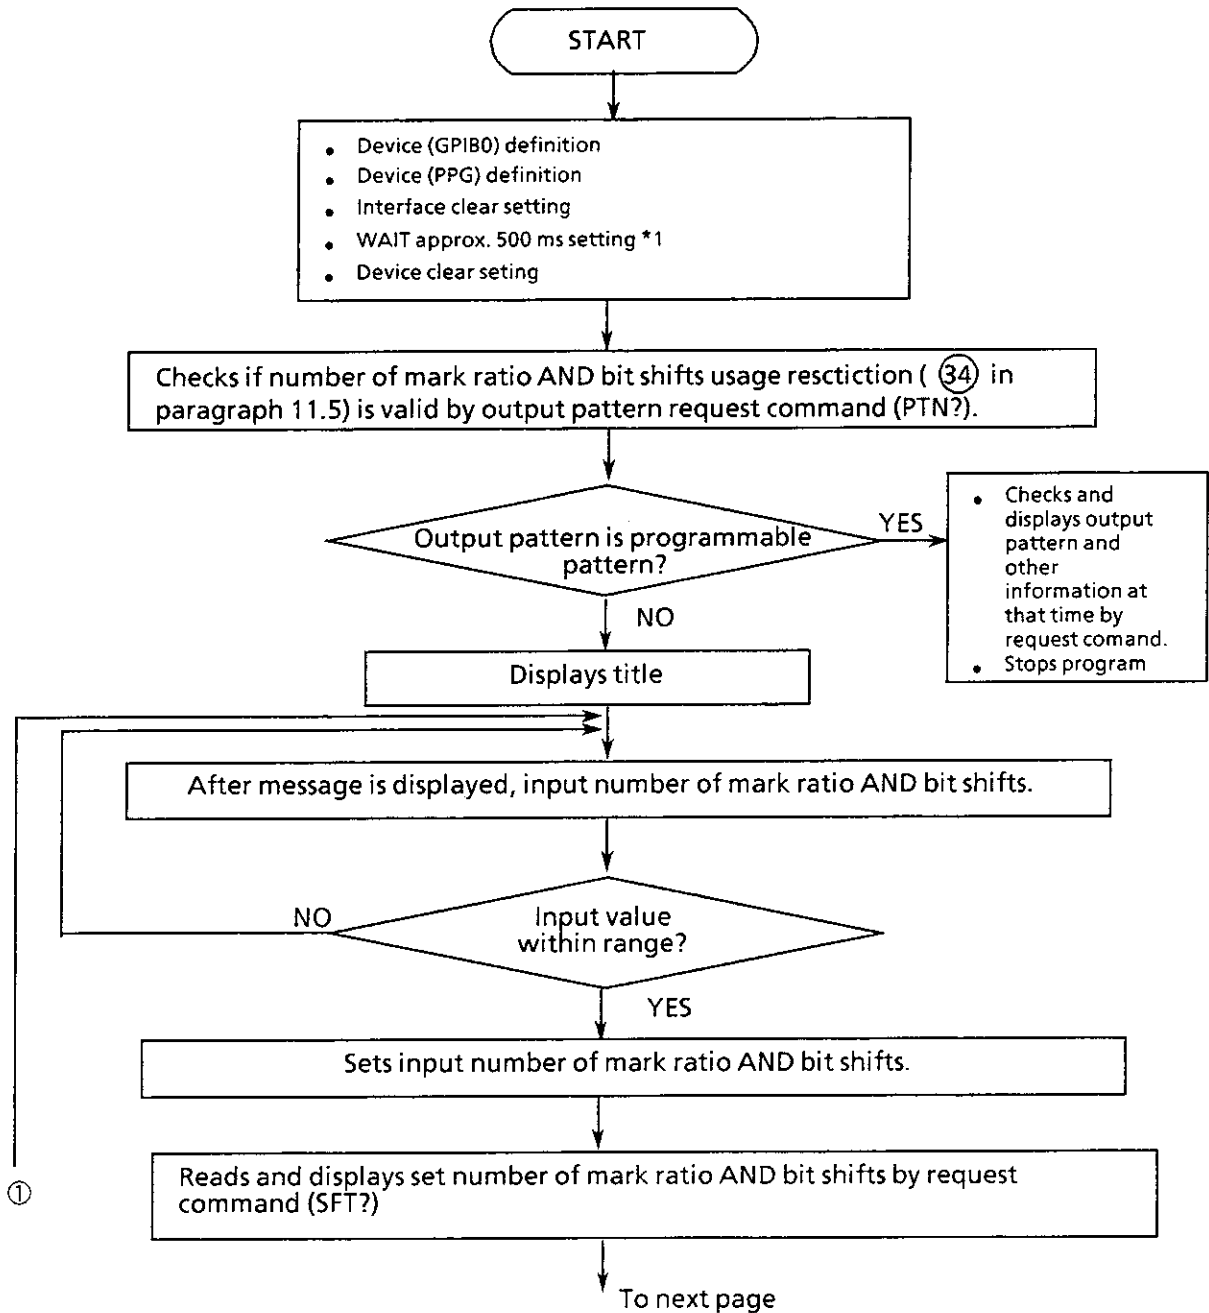 START
• Device (GPIB0) definition
• Device (PPG) definition
• Interface clear setting
• WAIT approx. 500 ms setting *1
• Device clear seting
Checks if number of mark ratio AND bit shifts usage resctiction ( ㉞ in
paragraph 11.5) is valid by output pattern request command (PTN?).
Output pattern is programmable
pattern?
YES
• Checks and
displays output
pattern and
other
information at
that time by
request comand.
• Stops program
NO
Displays title
After message is displayed, input number of mark ratio AND bit shifts.
NO
Input value
within range?
YES
Sets input number of mark ratio AND bit shifts.
Reads and displays set number of mark ratio AND bit shifts by request
command (SFT?)
①
To next page